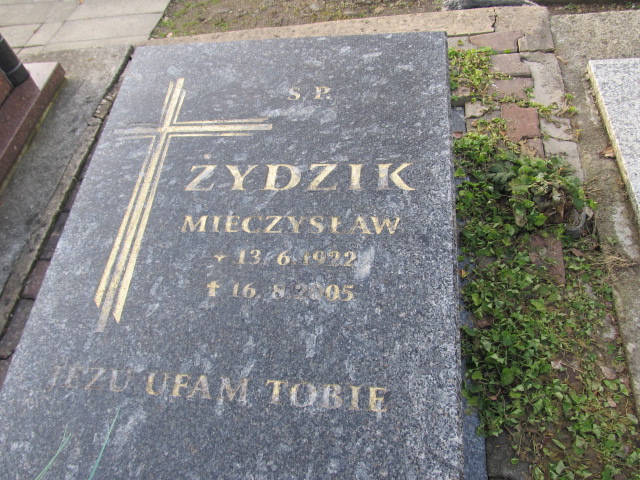 Ś. P.
ŻYDZIK
MIECZYSŁAW
13.6.1922
✝ 16.8.2005
JEZU UFAM TOBIE